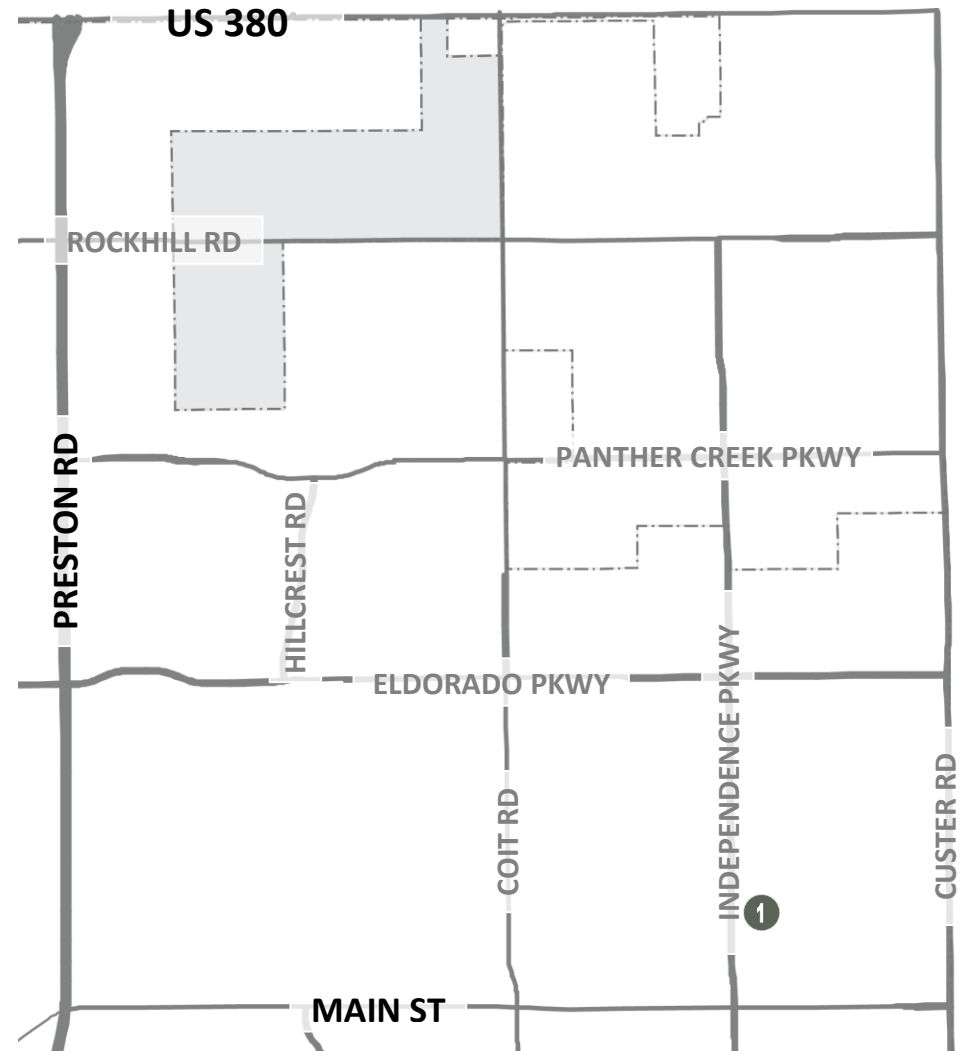 US 380
ROCKHILL RD
PRESTON RD
PANTHER CREEK PKWY
HILLCREST RD
ELDORADO PKWY
INDEPENDENCE PKWY
COIT RD
CUSTER RD
1
MAIN ST